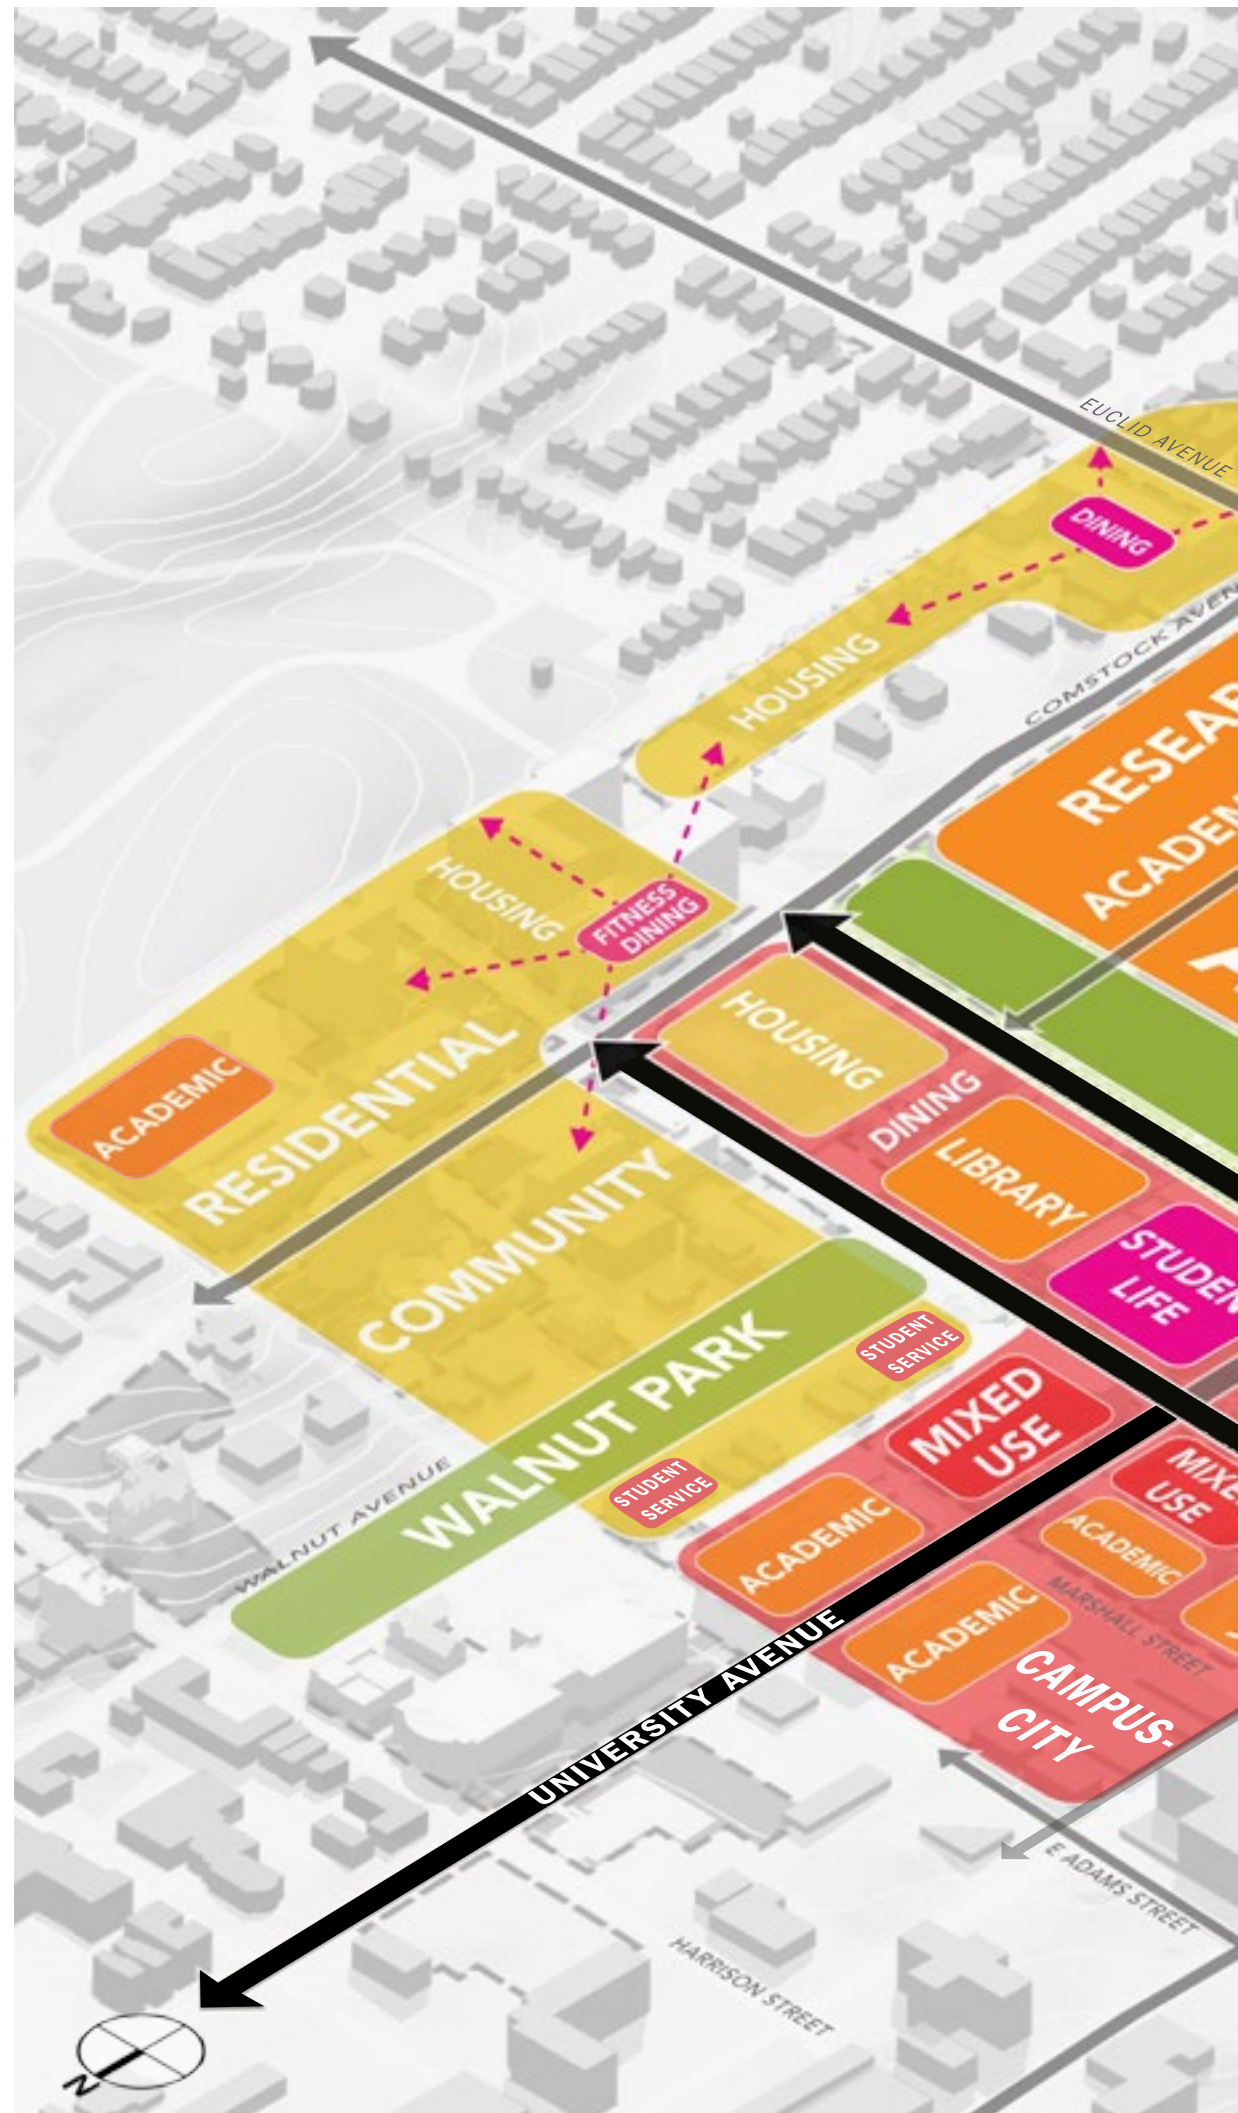 EUCLID AVENUE
DINING
HOUSING
COMSTOCK AVEN
RESEAR
ACADEM
A
HOUSING
FITNESS
DINING
HOUSING
DINING
ACADEMIC
RESIDENTIAL
COMMUNITY
LIBRARY
STUDEN
LIFE
WALNUT PARK
STUDENT
SERVICE
STUDENT
SERVICE
MIXED
USE
MIXE
USE
WALNUT AVENUE
ACADEMIC
ACADEMIC
ACADEMIC
MARSHALL STREET
CAMPUS-
CITY
UNIVERSITY AVENUE
E ADAMS STREET
HARRISON STREET
N